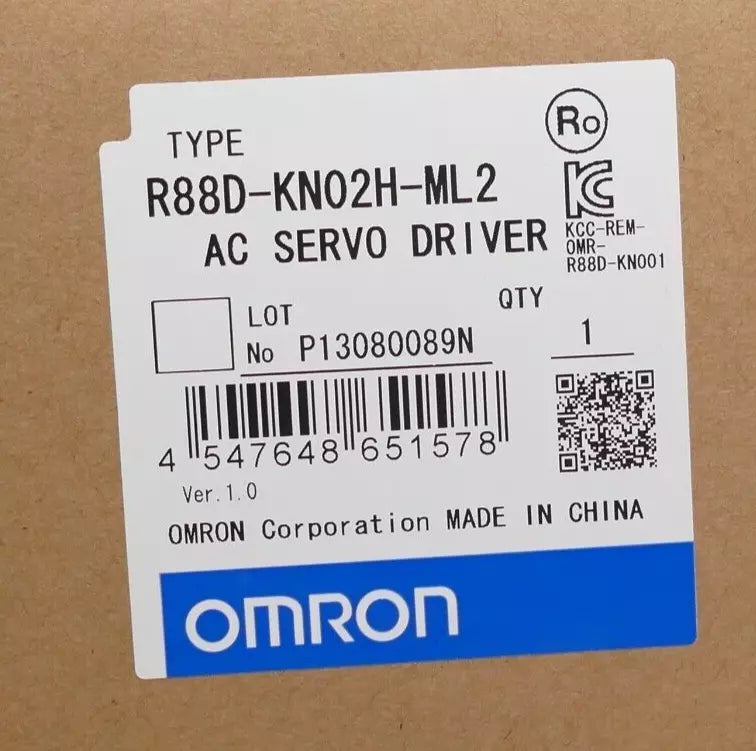 Ro
TYPE
R88D-KN02H-ML2
AC SERVO DRIVER
KCC-REM-
OMR-
R88D-KN001
LOT
No P13080089N
QTY
1
4 547648 651578
Ver.1.0
OMRON Corporation MADE IN CHINA
OMRON